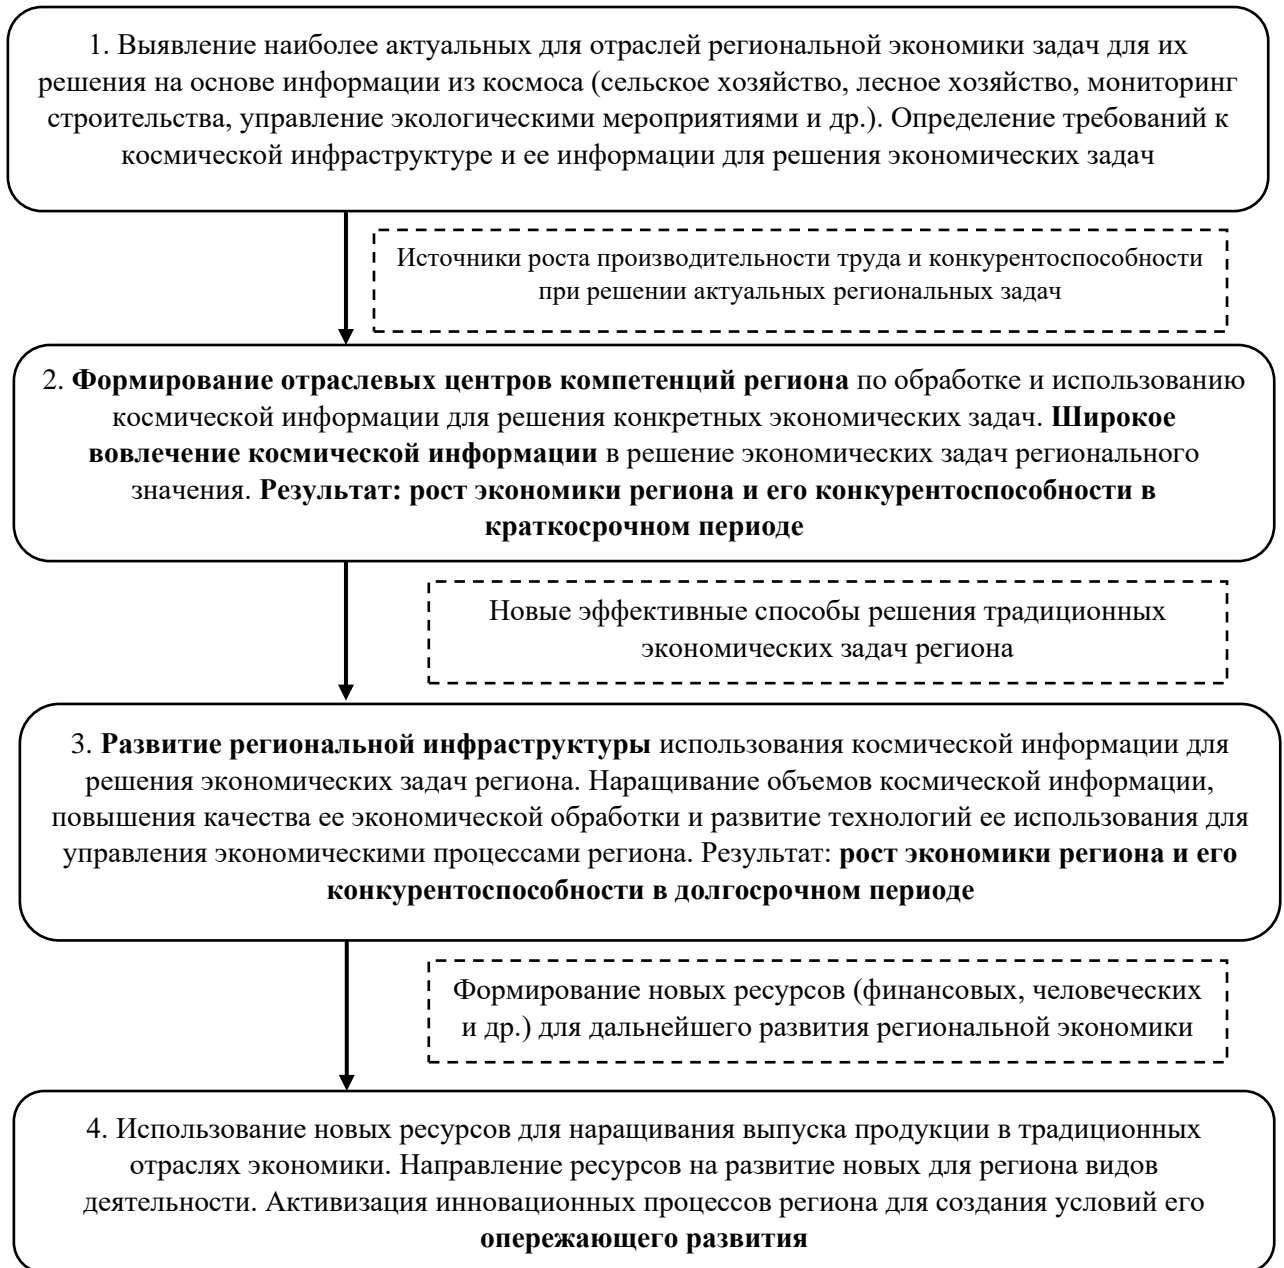 1. Выявление наиболее актуальных для отраслей региональной экономики задач для их
решения на основе информации из космоса (сельское хозяйство, лесное хозяйство, мониторинг
строительства, управление экологическими мероприятиями и др.). Определение требований к
космической инфраструктуре и ее информации для решения экономических задач
Источники роста производительности труда и конкурентоспособности
при решении актуальных региональных задач
2. Формирование отраслевых центров компетенций региона по обработке и использованию
космической информации для решения конкретных экономических задач. Широкое
вовлечение космической информации в решение экономических задач регионального
значения. Результат: рост экономики региона и его конкурентоспособности в
краткосрочном периоде
Новые эффективные способы решения традиционных
экономических задач региона
3. Развитие региональной инфраструктуры использования космической информации для
решения экономических задач региона. Наращивание объемов космической информации,
повышения качества ее экономической обработки и развитие технологий ее использования для
управления экономическими процессами региона. Результат: рост экономики региона и его
конкурентоспособности в долгосрочном периоде
Формирование новых ресурсов (финансовых, человеческих
и др.) для дальнейшего развития региональной экономики
4. Использование новых ресурсов для наращивания выпуска продукции в традиционных
отраслях экономики. Направление ресурсов на развитие новых для региона видов
деятельности. Активизация инновационных процессов региона для создания условий его
опережающего развития